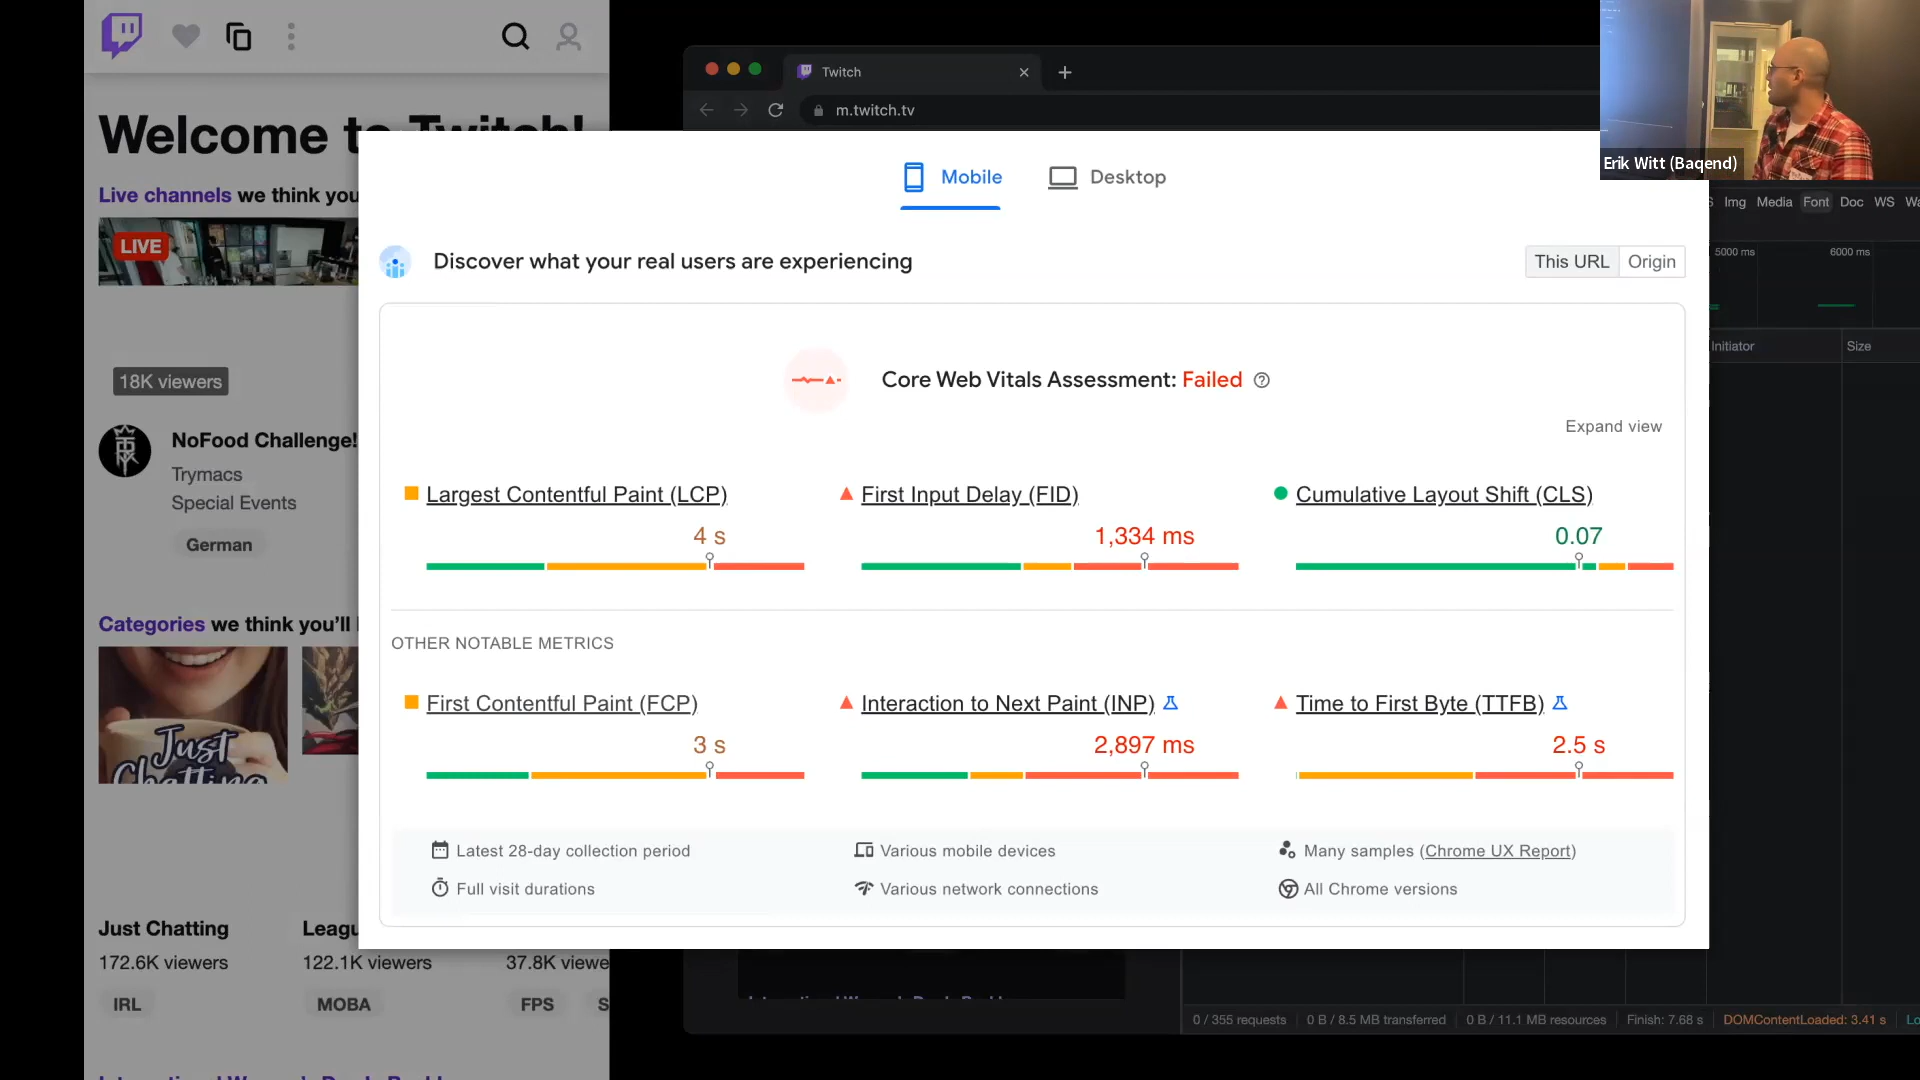 Welcome to Twitch!
Live channels we think you
LIVE
18K viewers
NoFood Challenge!
Trymacs
Special Events
German
Categories we think you'll
Just
Chatting
Just Chatting
172.6K viewers
IRL
Leagu
122.1K viewers
MOBA
37.8K viewe
FPS
S
Twitch
m.twitch.tv
Erik Witt (Baqend)
S Img Media Font Doc WS Wa
5000 ms
6000 ms
Initiator
Size
Mobile
Desktop
Discover what your real users are experiencing
This URL
Origin
Core Web Vitals Assessment: Failed
Expand view
Largest Contentful Paint (LCP)
4 s
First Input Delay (FID)
1,334 ms
Cumulative Layout Shift (CLS)
0.07
OTHER NOTABLE METRICS
First Contentful Paint (FCP)
3 s
Interaction to Next Paint (INP)
2,897 ms
Time to First Byte (TTFB)
2.5 s
Latest 28-day collection period
Various mobile devices
Many samples (Chrome UX Report)
Full visit durations
Various network connections
All Chrome versions
0 / 355 requests
0 B / 8.5 MB transferred
0 B / 11.1 MB resources
Finish: 7.68 s
DOMContentLoaded: 3.41 s
Lo